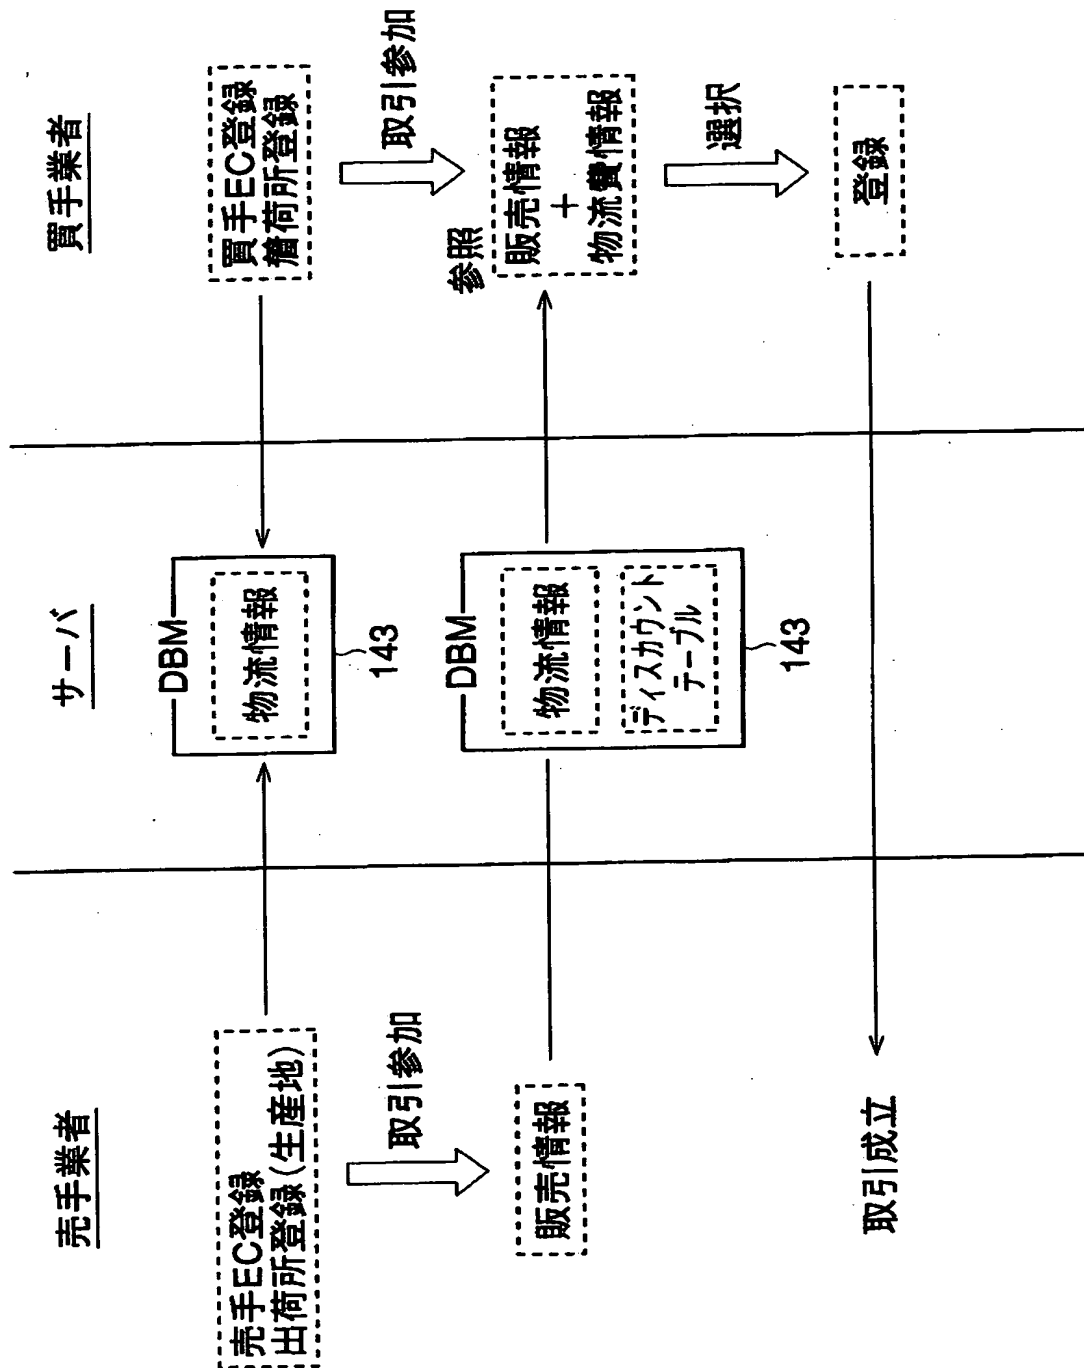 売手業者
サーバ
買手業者
売手EC登録
出荷所登録(生産地)
DBM
物流情報
143
買手EC登録
着荷所登録
取引参加
取引参加
販売情報
DBM
物流情報
ディスカウント
テーブル
143
参照
販売情報
+
物流費情報
選択
登録
取引成立